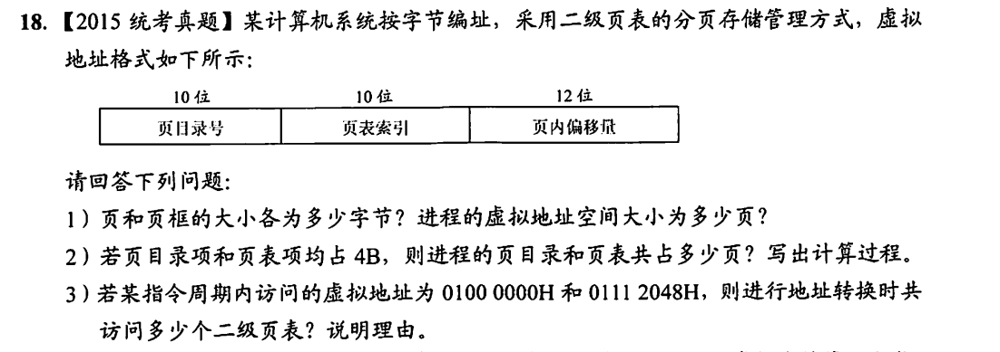 18.【2015 统考真题】某计算机系统按字节编址，采用二级页表的分页存储管理方式，虚拟
地址格式如下所示：
10 位 10 位 12 位
页目录号 页表索引 页内偏移量
请回答下列问题：
1）页和页框的大小各为多少字节？进程的虚拟地址空间大小为多少页？
2）若页目录项和页表项均占 4B，则进程的页目录和页表共占多少页？写出计算过程。
3）若某指令周期内访问的虚拟地址为 0100 0000H 和 0111 2048H，则进行地址转换时共
访问多少个二级页表？说明理由。